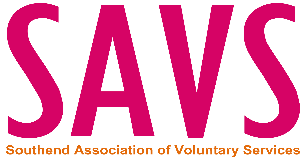 SAVS
Southend Association of Voluntary Services